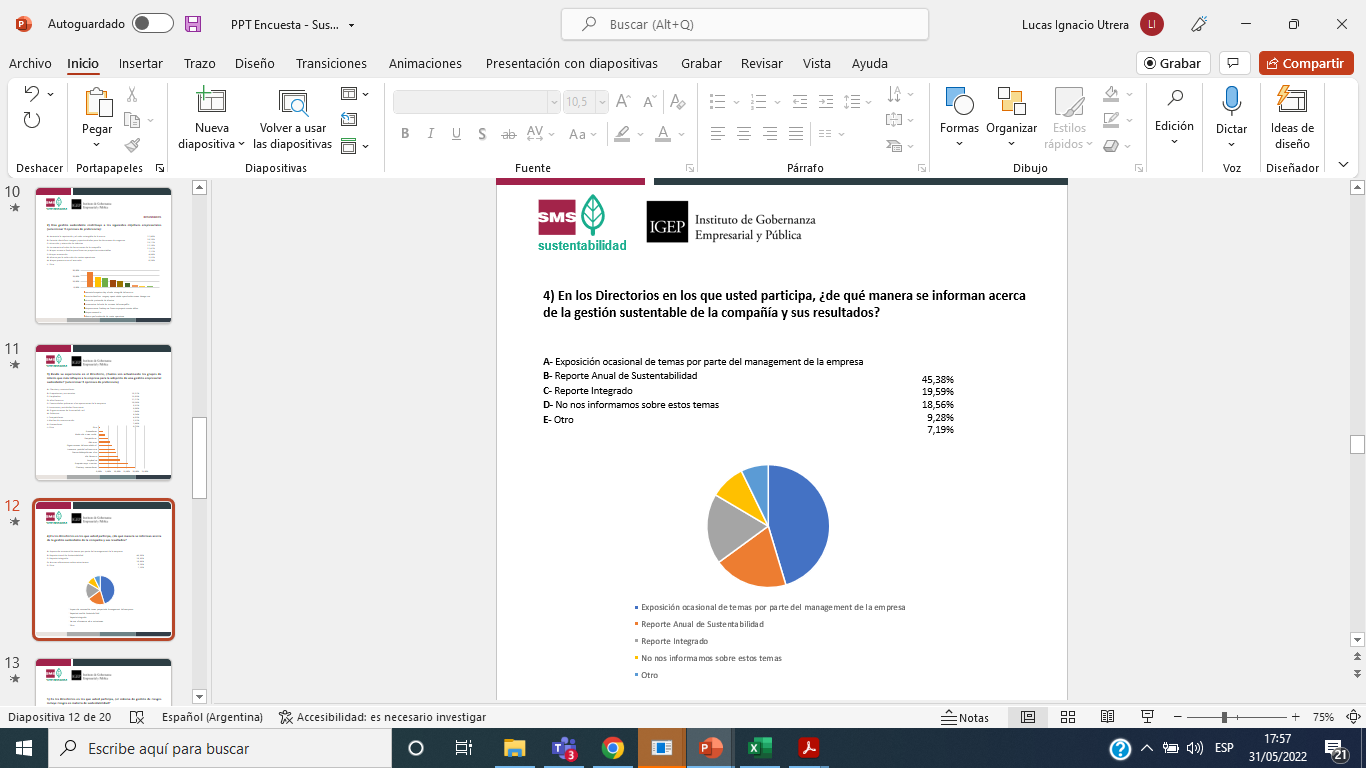 Autoguardado
PPT Encuesta - Sus...
Buscar (Alt+Q)
Lucas Ignacio Utrera
LI
Archivo Inicio Insertar Trazo Diseño Transiciones Animaciones Presentación con diapositivas Grabar Revisar Vista Ayuda
Grabar
Compartir
Pegar
Nueva diapositiva
Volver a usar las diapositivas
10,5
Formas
Organizar
Estilos rápidos
Edición
Dictar
Ideas de diseño
Deshacer
Portapapeles
Diapositivas
Fuente
Párrafo
Dibujo
Voz
Diseñador
10
11
12
13
SMS
sustentabilidad
IGEP
Instituto de Gobernanza
Empresarial y Pública
4) En los Directorios en los que usted participa, ¿de qué manera se informan acerca
de la gestión sustentable de la compañía y sus resultados?
A- Exposición ocasional de temas por parte del management de la empresa
B- Reporte Anual de Sustentabilidad
C- Reporte Integrado
D- No nos informamos sobre estos temas
E- Otro
45,38%
19,59%
18,56%
9,28%
7,19%
Exposición ocasional de temas por parte del management de la empresa
Reporte Anual de Sustentabilidad
Reporte Integrado
No nos informamos sobre estos temas
Otro
Diapositiva 12 de 20
Español (Argentina)
Accesibilidad: es necesario investigar
Notas
75%
Escribe aquí para buscar
3
ESP
17:57
31/05/2022
21